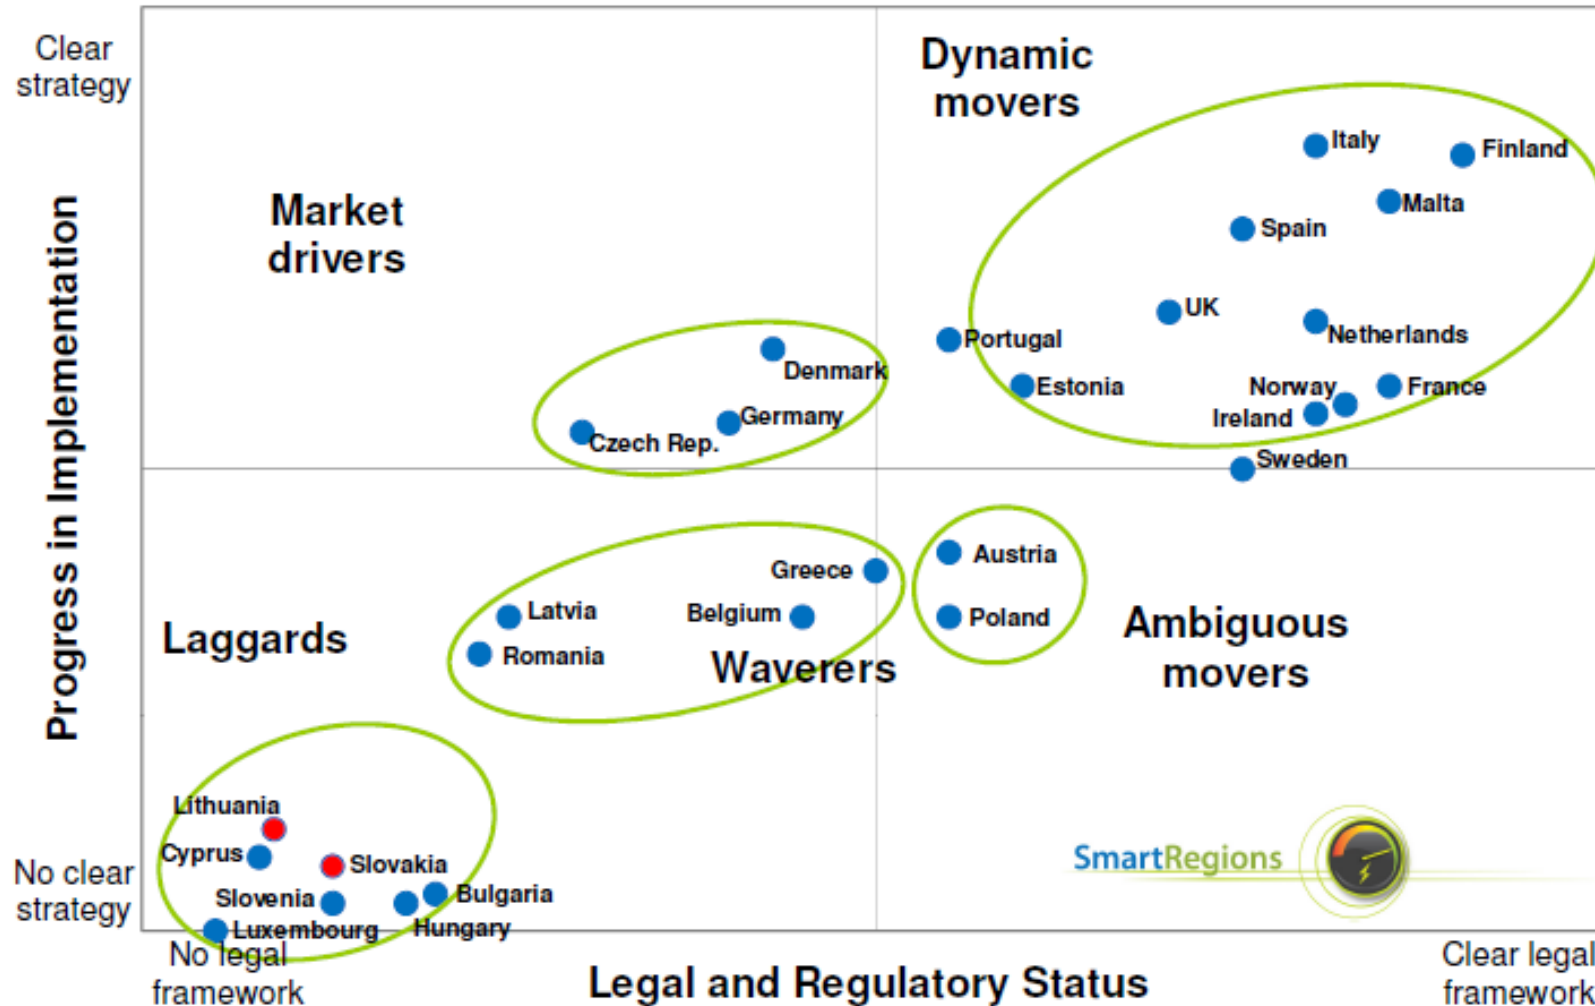 Clear
strategy
Dynamic
movers
Italy
Finland
Malta
Market
drivers
Spain
UK
Portugal
Netherlands
Denmark
Estonia
Norway
France
Germany
Ireland
Czech Rep.
Sweden
Progress in Implementation
Greece
Austria
Latvia
Belgium
Poland
Laggards
Romania
Waverers
Ambiguous
movers
Lithuania
Cyprus
Slovakia
SmartRegions
No clear
strategy
Slovenia
Bulgaria
Luxembourg
Hungary
No legal
framework
Legal and Regulatory Status
Clear legal
framework